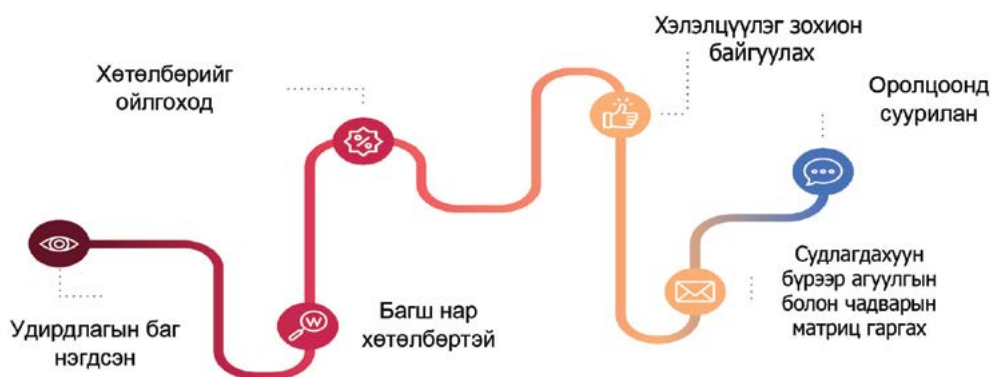 Удирдлагын баг
нэгдсэн
Багш нар
хөтөлбөртэй
W
Хөтөлбөрийг
ойлгоход
%
Хэлэлцүүлэг зохион
байгуулах
Судлагдахуун
бүрээр агуулгын
болон чадварын
матриц гаргах
Оролцоонд
суурилан